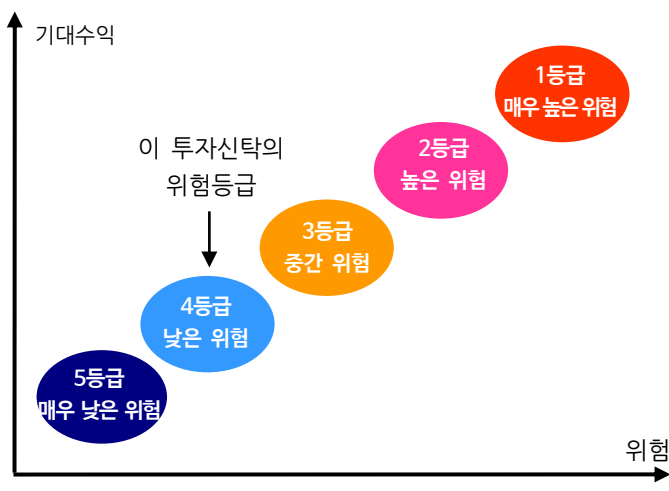 기대수익
1등급
매우 높은 위험
2등급
높은 위험
이 투자신탁의
위험등급
3등급
중간 위험
4등급
낮은 위험
5등급
매우 낮은 위험
위험